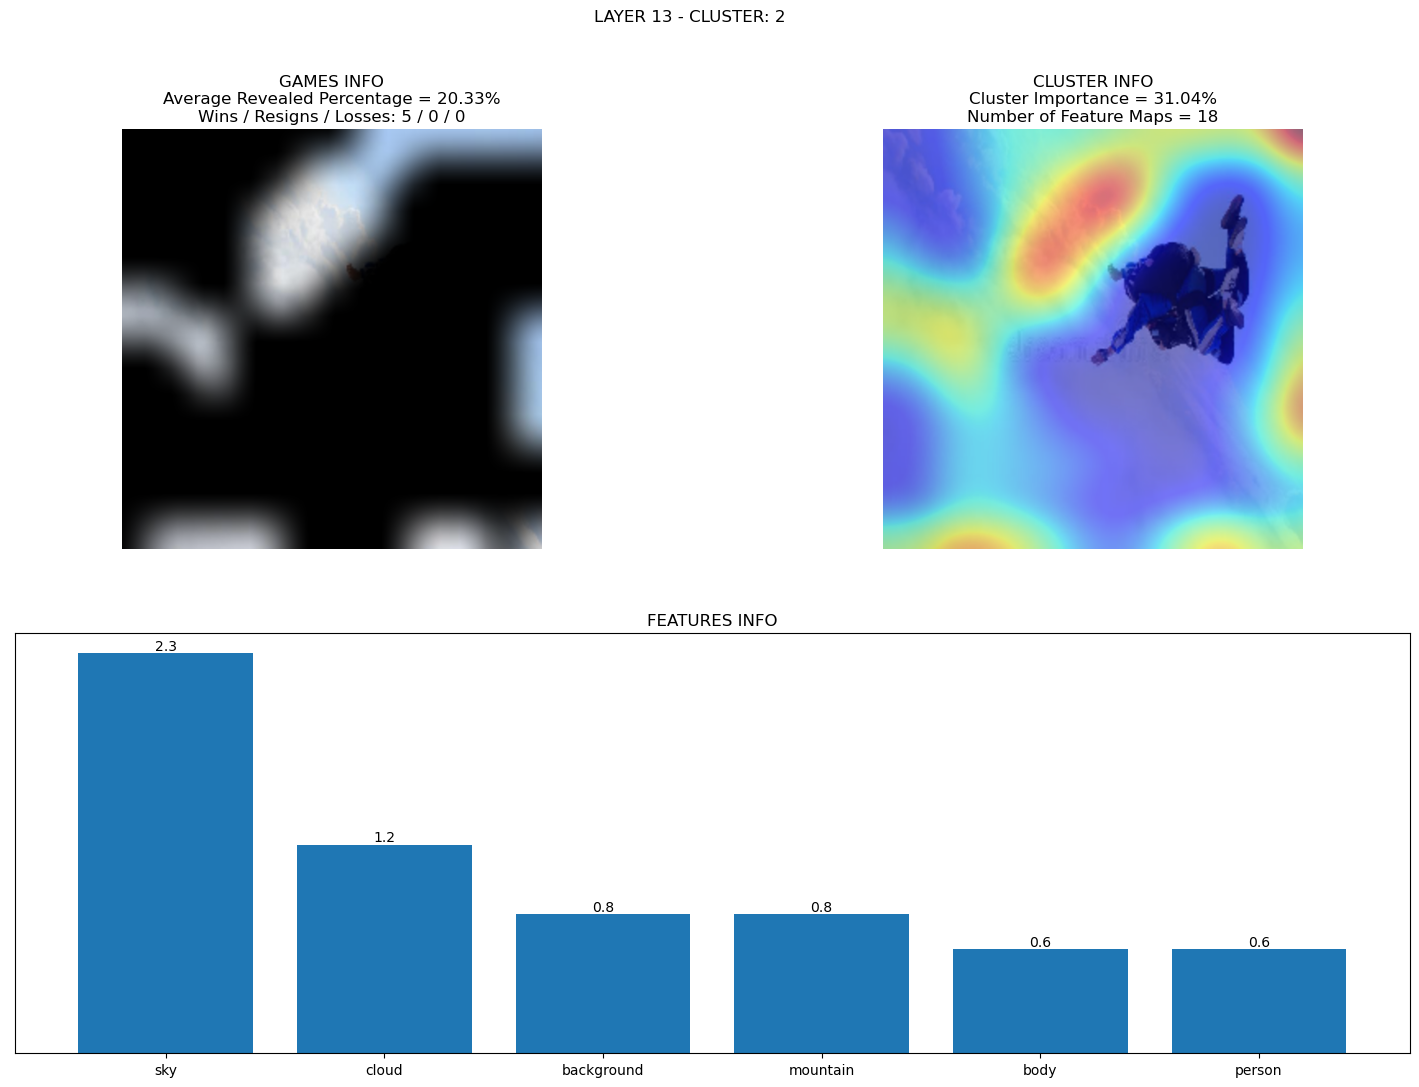 LAYER 13 - CLUSTER: 2
GAMES INFO
Average Revealed Percentage = 20.33%
Wins / Resigns / Losses: 5 / 0 / 0
CLUSTER INFO
Cluster Importance = 31.04%
Number of Feature Maps = 18
FEATURES INFO
2.3
1.2
0.8
0.8
0.6
0.6
sky
cloud
background
mountain
body
person